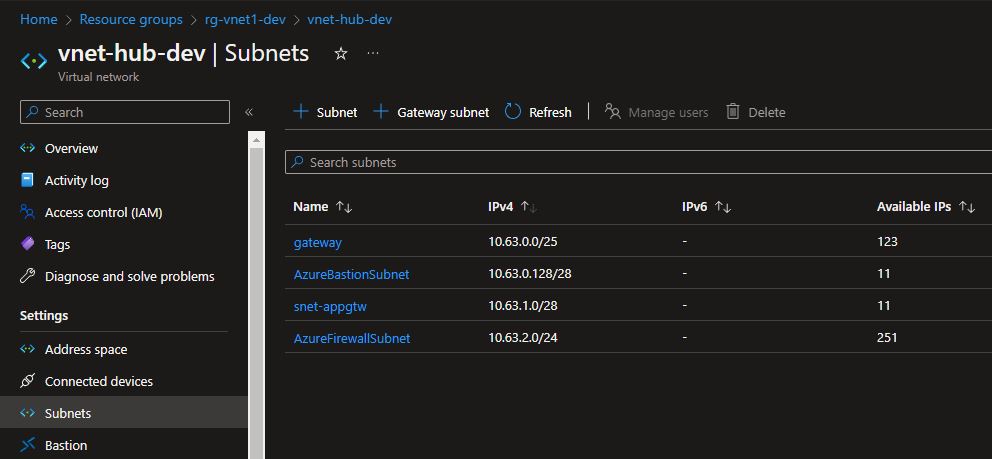 Home > Resource groups > rg-vnet1-dev > vnet-hub-dev
vnet-hub-dev | Subnets
Virtual network
Search
Overview
Activity log
Access control (IAM)
Tags
Diagnose and solve problems
Settings
Address space
Connected devices
Subnets
Bastion
+ Subnet + Gateway subnet Refresh | Manage users Delete
Search subnets
Name ↑↓ IPv4 ↑↓ IPv6 ↑↓ Available IPs ↑↓
gateway 10.63.0.0/25 - 123
AzureBastionSubnet 10.63.0.128/28 - 11
snet-appgtw 10.63.1.0/28 - 11
AzureFirewallSubnet 10.63.2.0/24 - 251